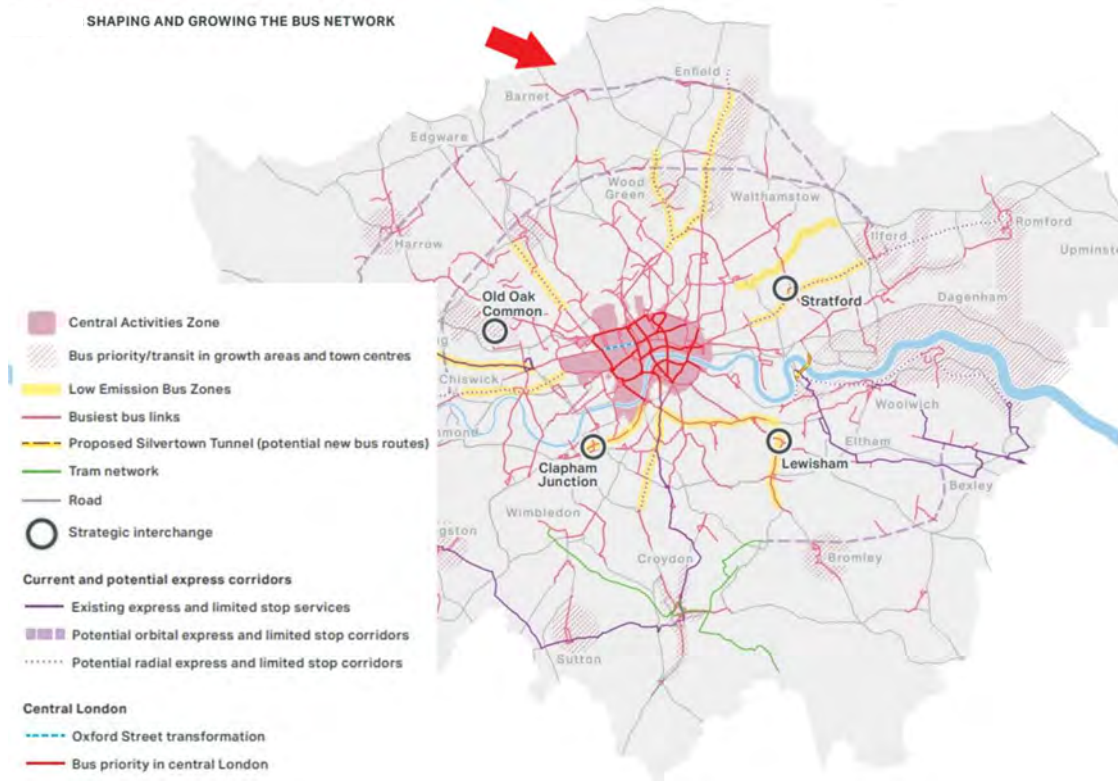 SHAPING AND GROWING THE BUS NETWORK
Enfield
Barnet
Edgware
Wood
Green
Walthamstow
Harrow
Ilford
Romford
Upminste
Old Oak
Common
Stratford
Dagenham
Central Activities Zone
Bus priority/transit in growth areas and town centres
Chiswick
Low Emission Bus Zones
Woolwich
Busiest bus links
mond
Eltham
Proposed Silvertown Tunnel (potential new bus routes)
Clapham
Junction
Lewisham
Tram network
Bexley
Road
Wimbledon
Strategic interchange
gston
Croydon
Bromley
Current and potential express corridors
Existing express and limited stop services
Potential orbital express and limited stop corridors
Potential radial express and limited stop corridors
Sutton
Central London
Oxford Street transformation
Bus priority in central London